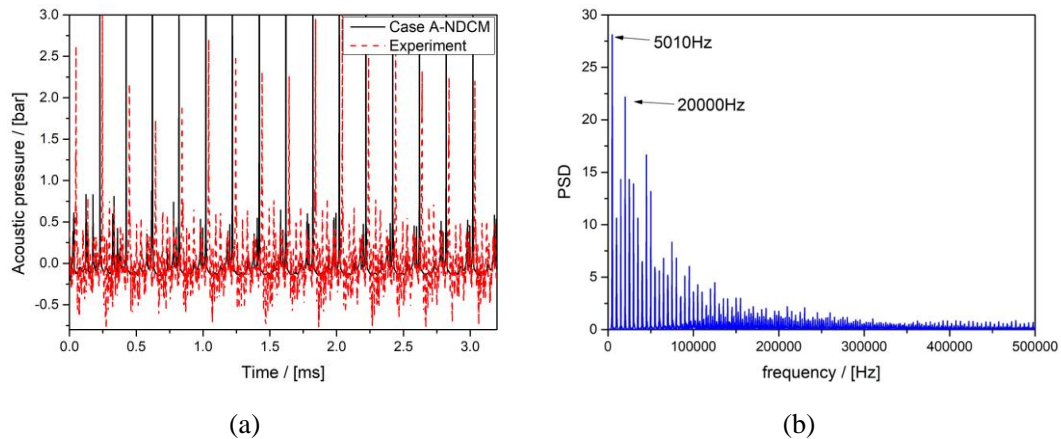 3.0
2.5
2.0
1.5
1.0
0.5
0.0
-0.5
Acoustic pressure / [bar]
Case A-NDCM
Experiment
0.0 0.5 1.0 1.5 2.0 2.5 3.0
Time / [ms]
(a)
30
25
20
15
10
5
0
PSD
5010Hz
20000Hz
0 100000 200000 300000 400000 500000
frequency / [Hz]
(b)